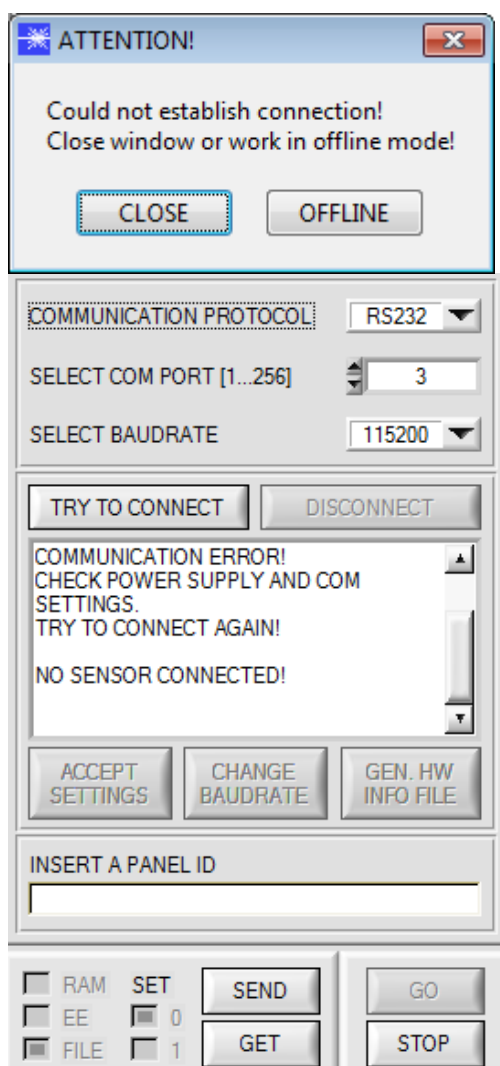 ATTENTION!
Could not establish connection!
Close window or work in offline mode!
CLOSE OFFLINE
COMMUNICATION PROTOCOL RS232
SELECT COM PORT [1...256] 3
SELECT BAUDRATE 115200
TRY TO CONNECT DISCONNECT
COMMUNICATION ERROR!
CHECK POWER SUPPLY AND COM
SETTINGS.
TRY TO CONNECT AGAIN!
NO SENSOR CONNECTED!
ACCEPT SETTINGS CHANGE BAUDRATE GEN. HW INFO FILE
INSERT A PANEL ID
RAM SET SEND GO
EE 0
FILE 1 GET STOP